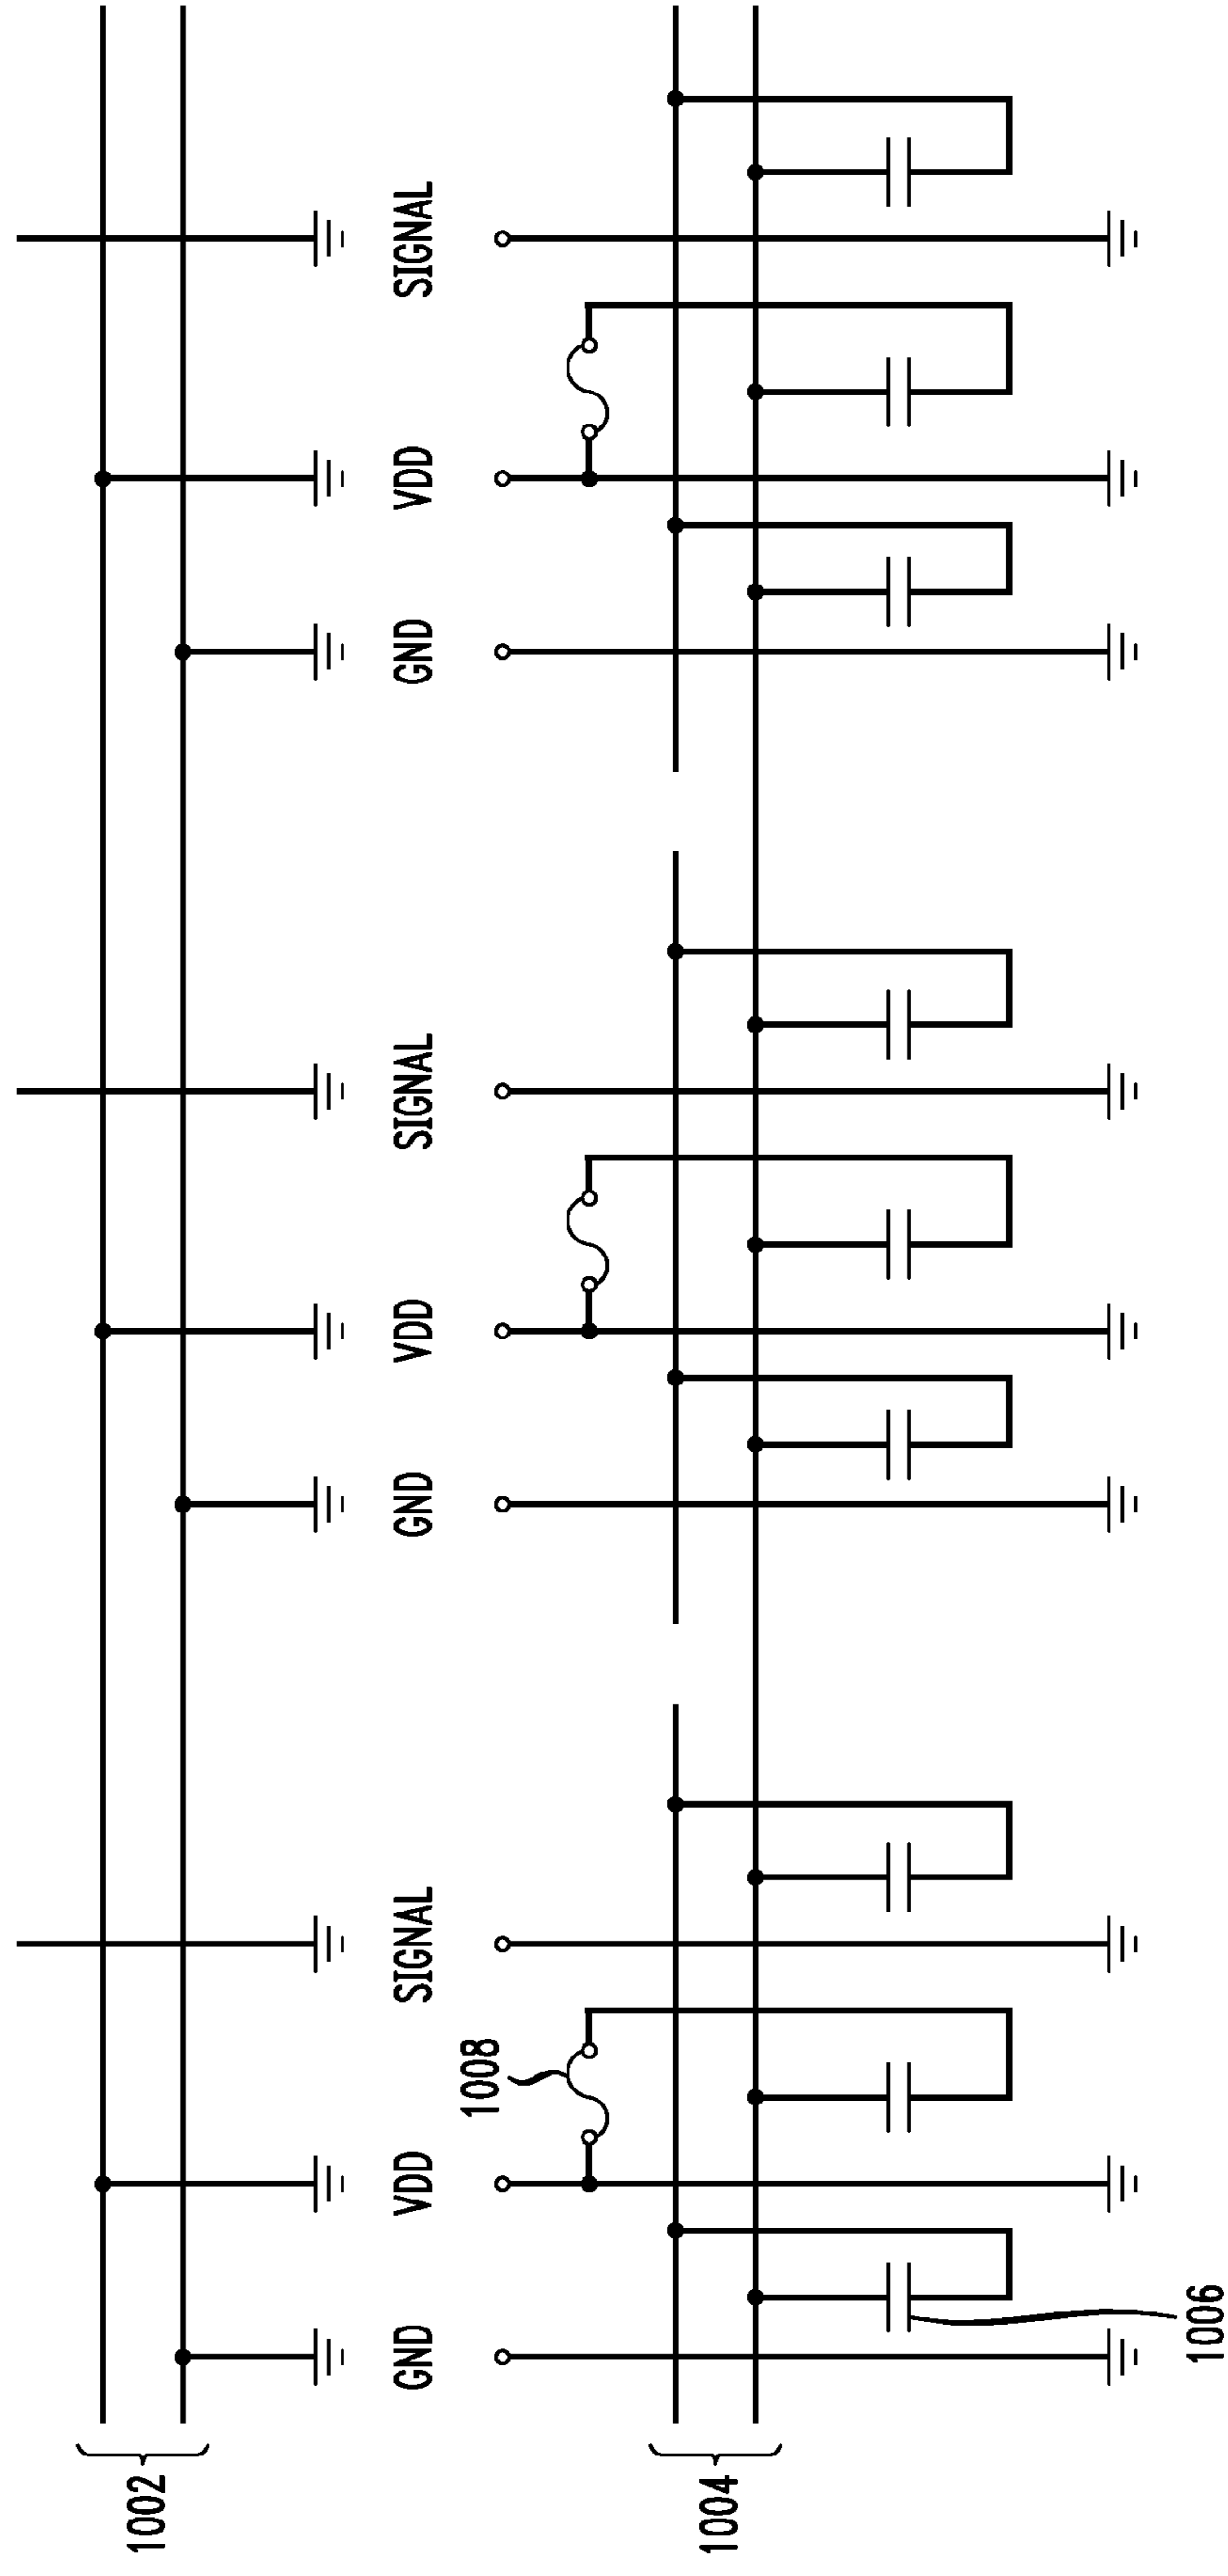 1002
GND
VDD
SIGNAL
GND
VDD
SIGNAL
GND
VDD
SIGNAL
1008
1004
1006